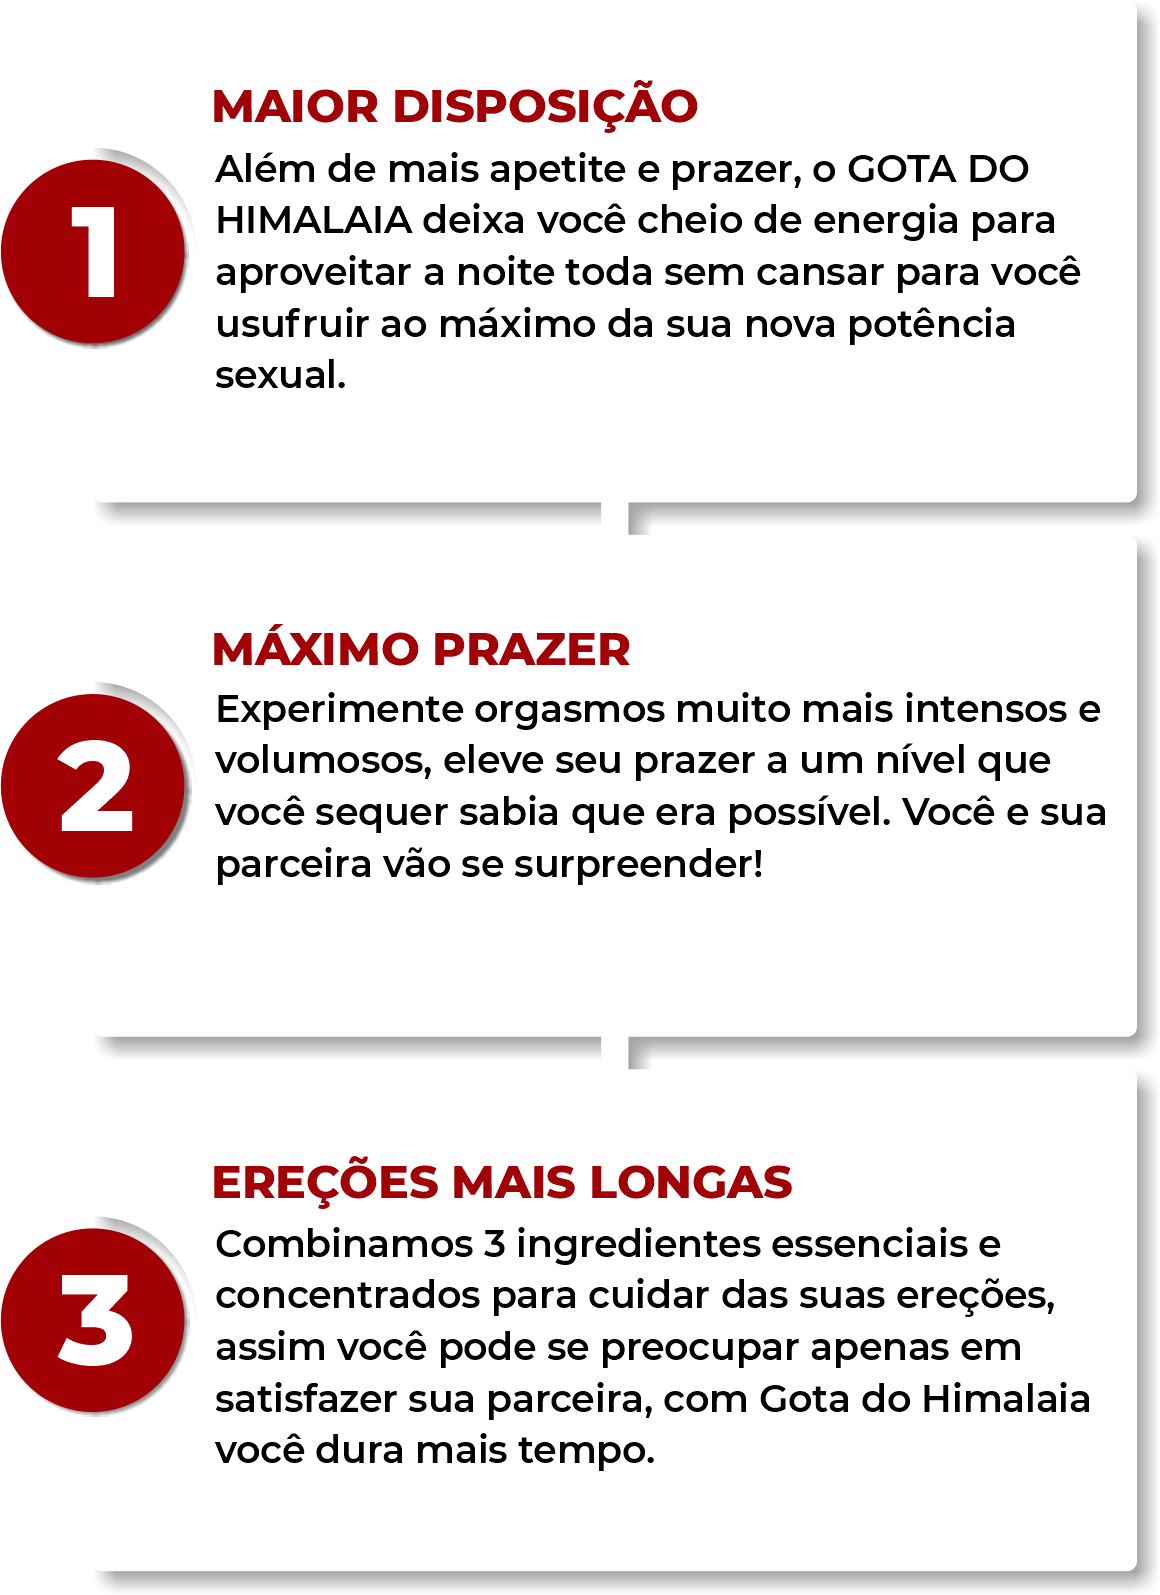 MAIOR DISPOSIÇÃO
Além de mais apetite e prazer, o GOTA DO
HIMALAIA deixa você cheio de energia para
aproveitar a noite toda sem cansar para você
usufruir ao máximo da sua nova potência
sexual.
1
MÁXIMO PRAZER
Experimente orgasmos muito mais intensos e
volumosos, eleve seu prazer a um nível que
você sequer sabia que era possível. Você e sua
parceira vão se surpreender!
2
EREÇÕES MAIS LONGAS
Combinamos 3 ingredientes essenciais e
concentrados para cuidar das suas ereções,
assim você pode se preocupar apenas em
satisfazer sua parceira, com Gota do Himalaia
você dura mais tempo.
3